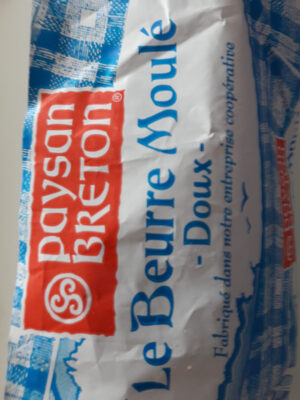 Paysan
BRETON®
Le Beurre Moulé
- Doux -
Fabriqué dans notre entreprise coopérative